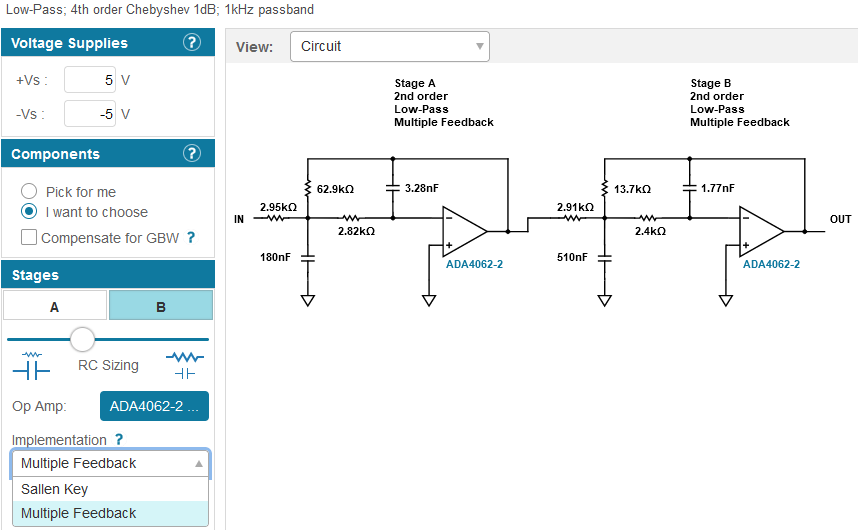 Low-Pass; 4th order Chebyshev 1dB; 1kHz passband
Voltage Supplies ?
+Vs : 5 V
-Vs : -5 V
Components ?
Pick for me
I want to choose
Compensate for GBW ?
Stages
A B
RC Sizing
Op Amp: ADA4062-2 ...
Implementation ?
Multiple Feedback
Sallen Key
Multiple Feedback
View: Circuit
Stage A
2nd order
Low-Pass
Multiple Feedback
Stage B
2nd order
Low-Pass
Multiple Feedback
62.9kΩ
3.28nF
2.95kΩ
IN
2.82kΩ
180nF
ADA4062-2
13.7kΩ
1.77nF
2.91kΩ
2.4kΩ
510nF
ADA4062-2
OUT